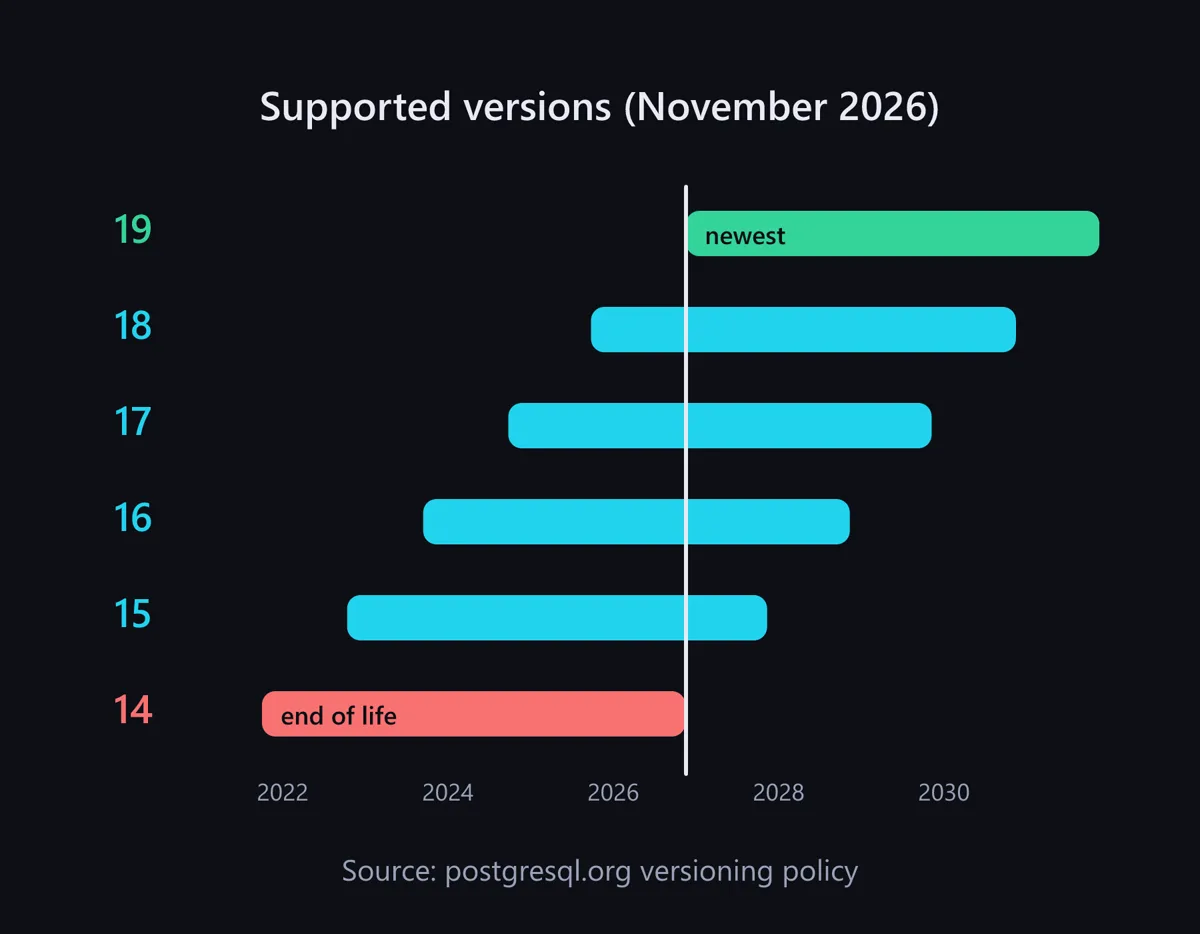 Supported versions (November 2026)
19
newest
18
17
16
15
14
end of life
2022 2024 2026 2028 2030
Source: postgresql.org versioning policy